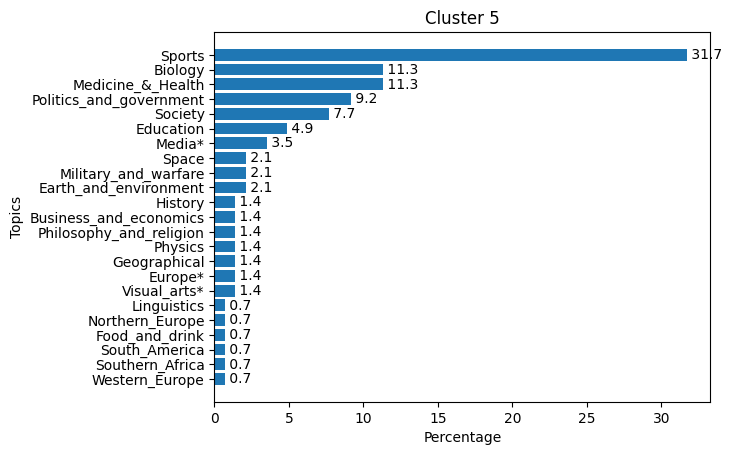 Cluster 5
Topics
Sports 31.7
Biology 11.3
Medicine_&_Health 11.3
Politics_and_government 9.2
Society 7.7
Education 4.9
Media* 3.5
Space 2.1
Military_and_warfare 2.1
Earth_and_environment 2.1
History 1.4
Business_and_economics 1.4
Philosophy_and_religion 1.4
Physics 1.4
Geographical 1.4
Europe* 1.4
Visual_arts* 1.4
Linguistics 0.7
Northern_Europe 0.7
Food_and_drink 0.7
South_America 0.7
Southern_Africa 0.7
Western_Europe 0.7
0 5 10 15 20 25 30
Percentage